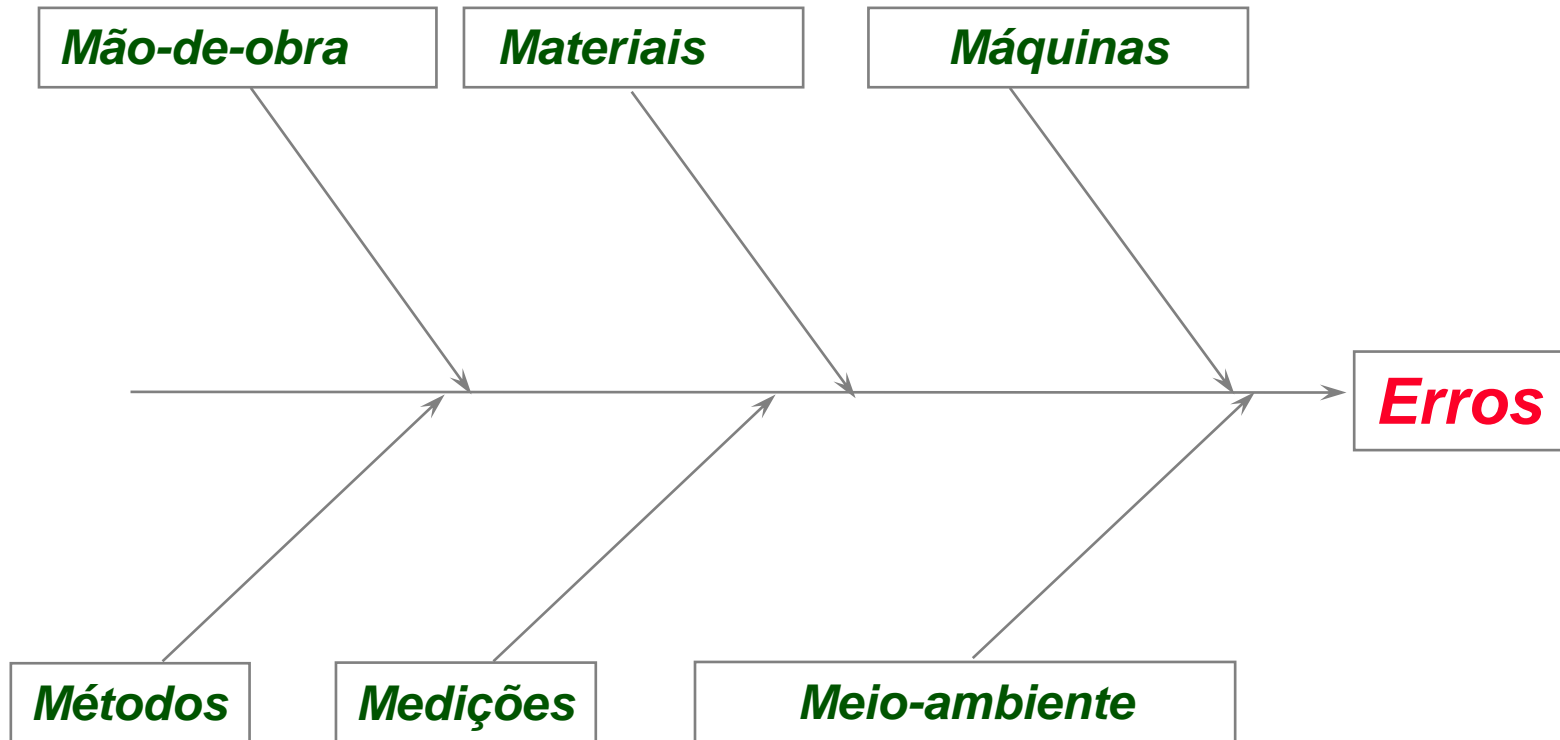 Mão-de-obra
Materiais
Máquinas
Erros
Métodos
Medições
Meio-ambiente